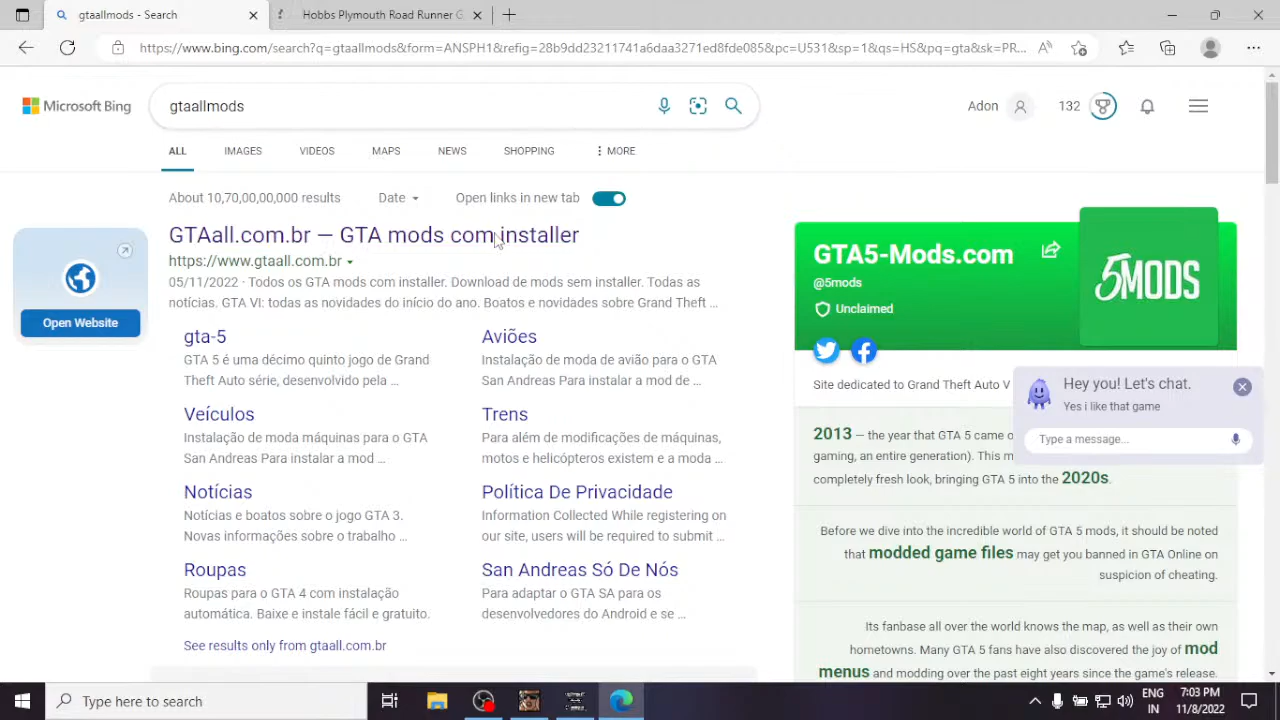 gtaallmods - Search
Hobbs Plymouth Road Runner G
https://www.bing.com/search?q=gtaallmods&form=ANSPH1&refig=28b9dd23211741a6daa3271ed8fde085&pc=U531&sp=1&qs=HS&pq=gta&sk=PR...
Microsoft Bing
gtaallmods
Adon
132
ALL
IMAGES
VIDEOS
MAPS
NEWS
SHOPPING
MORE
About 10,70,00,00,000 results
Date
Open links in new tab
Open Website
GTAall.com.br — GTA mods com installer
https://www.gtaall.com.br
05/11/2022 · Todos os GTA mods com installer. Download de mods sem installer. Todas as
notícias. GTA VI: todas as novidades do início do ano. Boatos e novidades sobre Grand Theft ...
gta-5
GTA 5 é uma décimo quinto jogo de Grand
Theft Auto série, desenvolvido pela ...
Aviões
Instalação de moda de avião para o GTA
San Andreas Para instalar a mod de ...
Veículos
Instalação de moda máquinas para o GTA
San Andreas Para instalar a mod ...
Trens
Para além de modificações de máquinas,
motos e helicópteros existem e a moda ...
Notícias
Notícias e boatos sobre o jogo GTA 3.
Novas informações sobre o trabalho ...
Política De Privacidade
Information Collected While registering on
our site, users will be required to submit ...
Roupas
Roupas para o GTA 4 com instalação
automática. Baixe e instale fácil e gratuito.
San Andreas Só De Nós
Para adaptar o GTA SA para os
desenvolvedores do Android e se ...
See results only from gtaall.com.br
GTA5-Mods.com
@5mods
Unclaimed
5MODS
Site dedicated to Grand Theft Auto V
Hey you! Let's chat.
Yes i like that game
Type a message...
2013 — the year that GTA 5 came o
gaming, an entire generation). This m
completely fresh look, bringing GTA 5 into the 2020s.
Before we dive into the incredible world of GTA 5 mods, it should be noted
that modded game files may get you banned in GTA Online on
suspicion of cheating.
Its fanbase all over the world knows the map, as well as their own
hometowns. Many GTA 5 fans have also discovered the joy of mod
menus and modding over the past eight years since the game's release.
Type here to search
ENG
IN
7:03 PM
11/8/2022